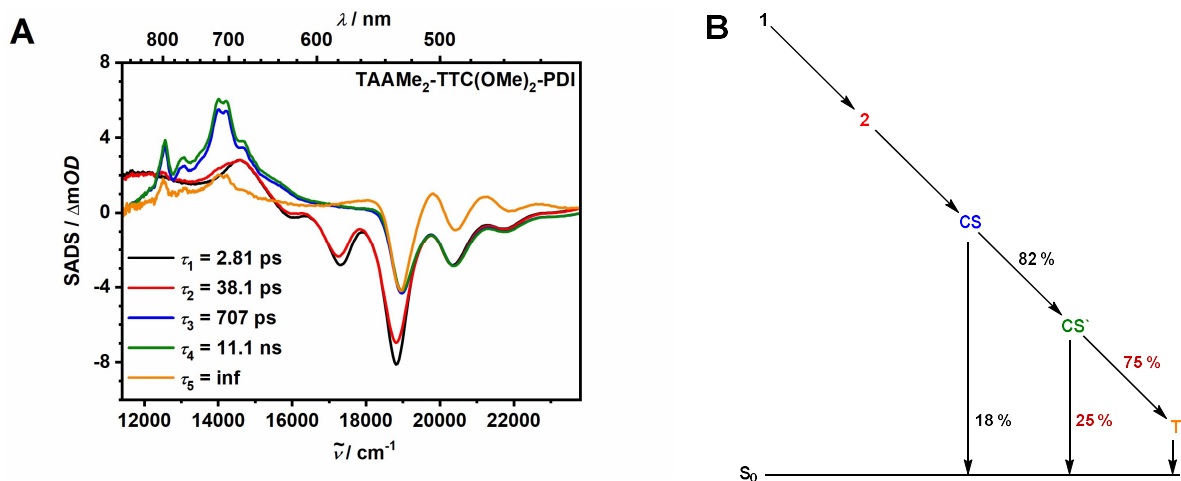 A
λ / nm
800 700 600 500
8
4
0
-4
-8
SADS / ΔmOD
TAAMe₂-TTC(OMe)₂-PDI
τ₁ = 2.81 ps
τ₂ = 38.1 ps
τ₃ = 707 ps
τ₄ = 11.1 ns
τ₅ = inf
12000 14000 16000 18000 20000 22000
ṽ / cm⁻¹
B
1
2
CS
82 %
CS`
75 %
18 %
25 %
T
S₀